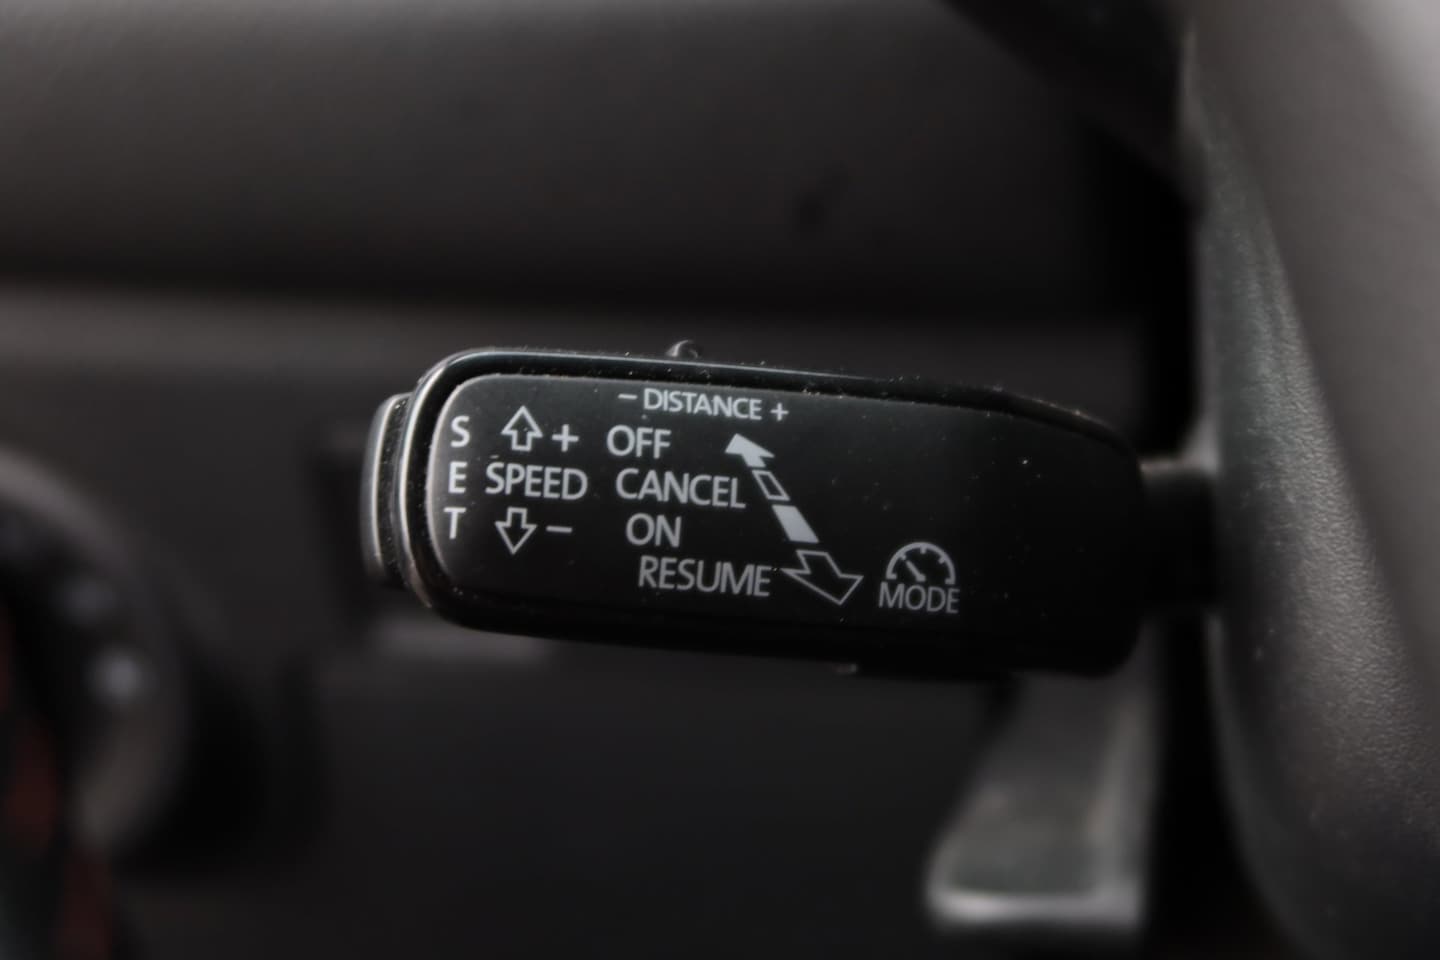 − DISTANCE +
S + OFF
E SPEED CANCEL
T − ON
RESUME
MODE